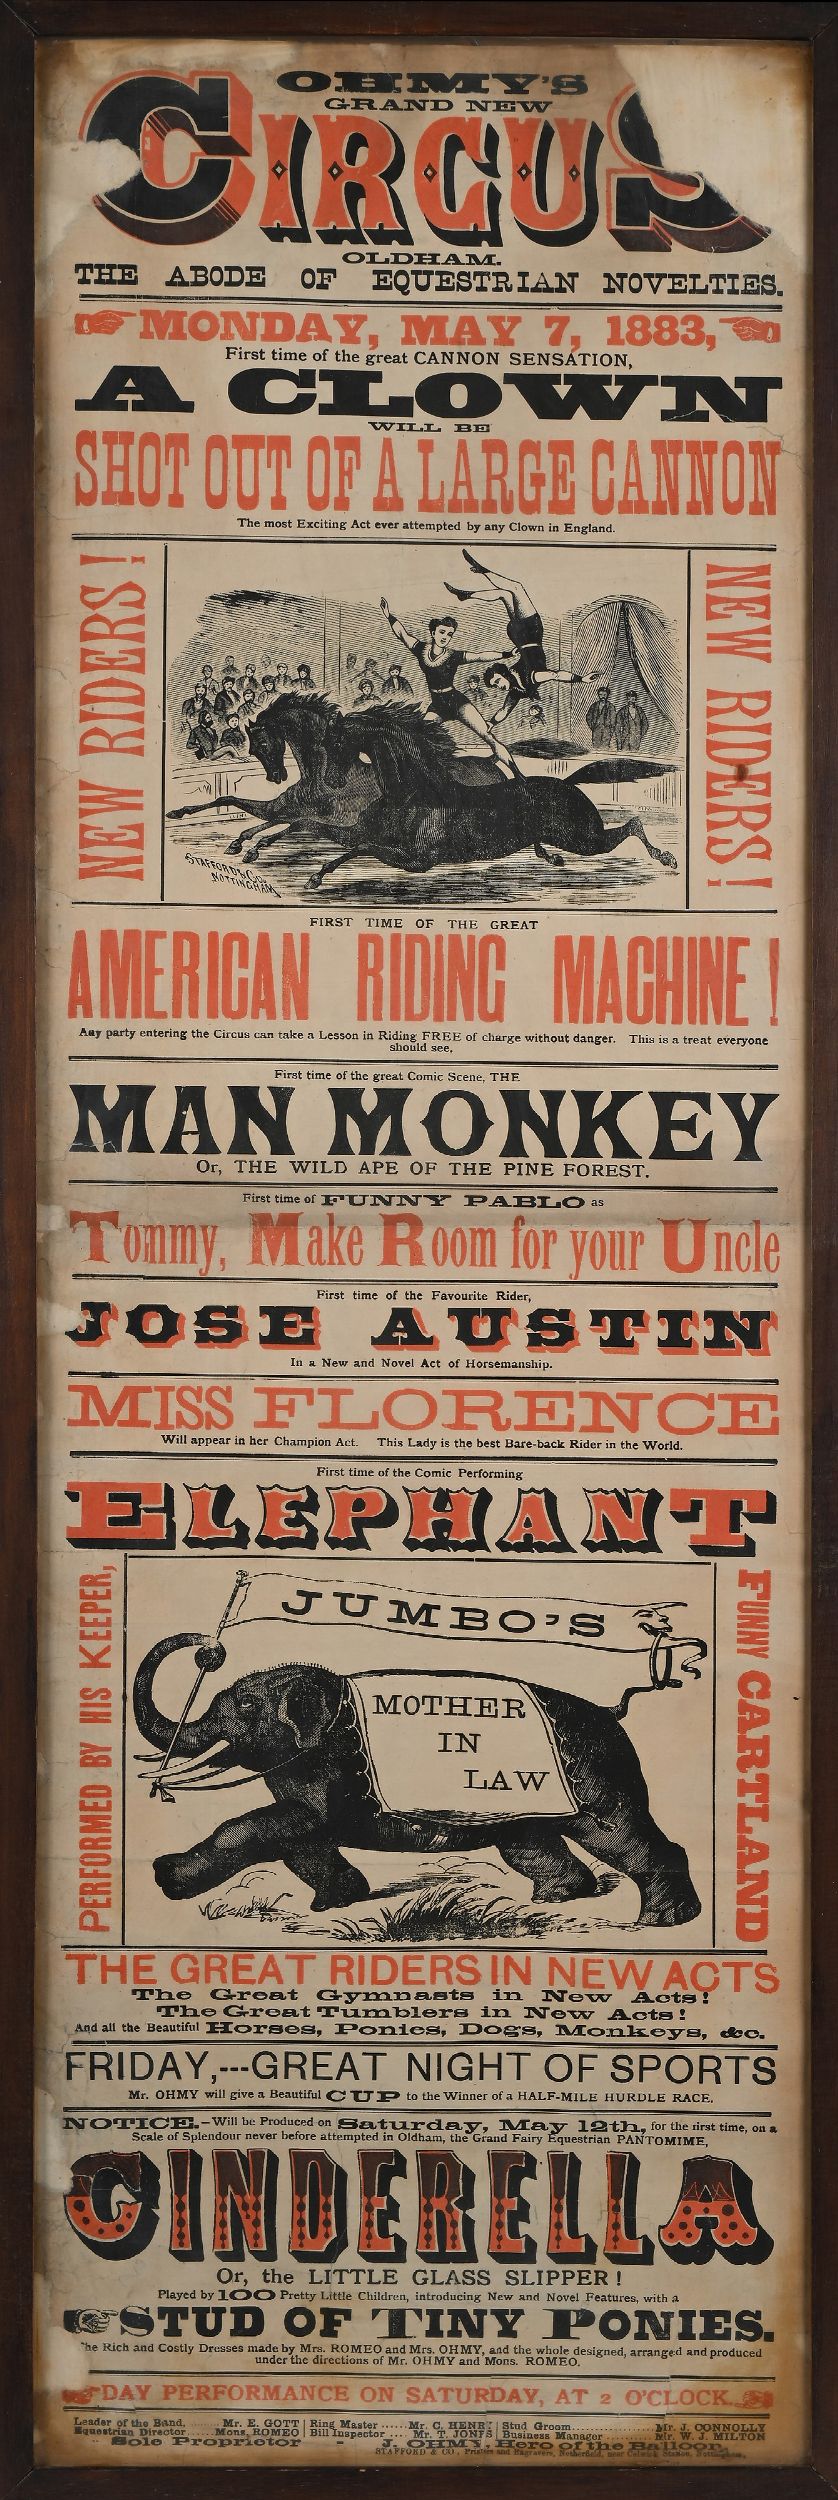 OHMY'S
GRAND NEW
CIRCUS
OLDHAM.
THE ABODE OF EQUESTRIAN NOVELTIES.
MONDAY, MAY 7, 1883,
First time of the great CANNON SENSATION,
A CLOWN
WILL BE
SHOT OUT OF A LARGE CANNON
The most Exciting Act ever attempted by any Clown in England.
NEW RIDERS!
NEW RIDERS!
STAFFORD & Co.
NOTTINGHAM
FIRST TIME OF THE GREAT
AMERICAN RIDING MACHINE!
Any party entering the Circus can take a Lesson in Riding FREE of charge without danger. This is a treat everyone
should see.
First time of the great Comic Scene, THE
MAN MONKEY
Or, THE WILD APE OF THE PINE FOREST.
First time of FUNNY PABLO as
Tommy, Make Room for your Uncle
First time of the Favourite Rider,
JOSE AUSTIN
In a New and Novel Act of Horsemanship.
MISS FLORENCE
Will appear in her Champion Act. This Lady is the best Bare-back Rider in the World.
First time of the Comic Performing
ELEPHANT
PERFORMED BY HIS KEEPER,
JUMBO'S
MOTHER
IN
LAW
FUNNY CARTLAND
THE GREAT RIDERS IN NEW ACTS
The Great Gymnasts in New Acts!
The Great Tumblers in New Acts!
And all the Beautiful Horses, Ponies, Dogs, Monkeys, &c.
FRIDAY,---GREAT NIGHT OF SPORTS
Mr. OHMY will give a Beautiful CUP to the Winner of a HALF-MILE HURDLE RACE.
NOTICE.-Will be Produced on Saturday, May 12th, for the first time, on a
Scale of Splendour never before attempted in Oldham, the Grand Fairy Equestrian PANTOMIME,
CINDERELLA
Or, the LITTLE GLASS SLIPPER!
Played by 100 Pretty Little Children, introducing New and Novel Features, with a
STUD OF TINY PONIES.
The Rich and Costly Dresses made by Mrs. ROMEO and Mrs. OHMY, and the whole designed, arranged and produced
under the directions of Mr. OHMY and Mons. ROMEO.
DAY PERFORMANCE ON SATURDAY, AT 2 O'CLOCK.
Leader of the Band, ...... Mr. E. GOTT | Ring Master ...... Mr. C. HENRY | Stud Groom ...... Mr. J. CONNOLLY
Equestrian Director ...... Mons. ROMEO | Bill Inspector ...... Mr. T. JONES | Business Manager ...... Mr. W. J. MILTON
Sole Proprietor - J. OHMY, Hero of the Balloon.
STAFFORD & CO., Printers and Engravers, Netherfield, near Colwick Station, Nottingham.